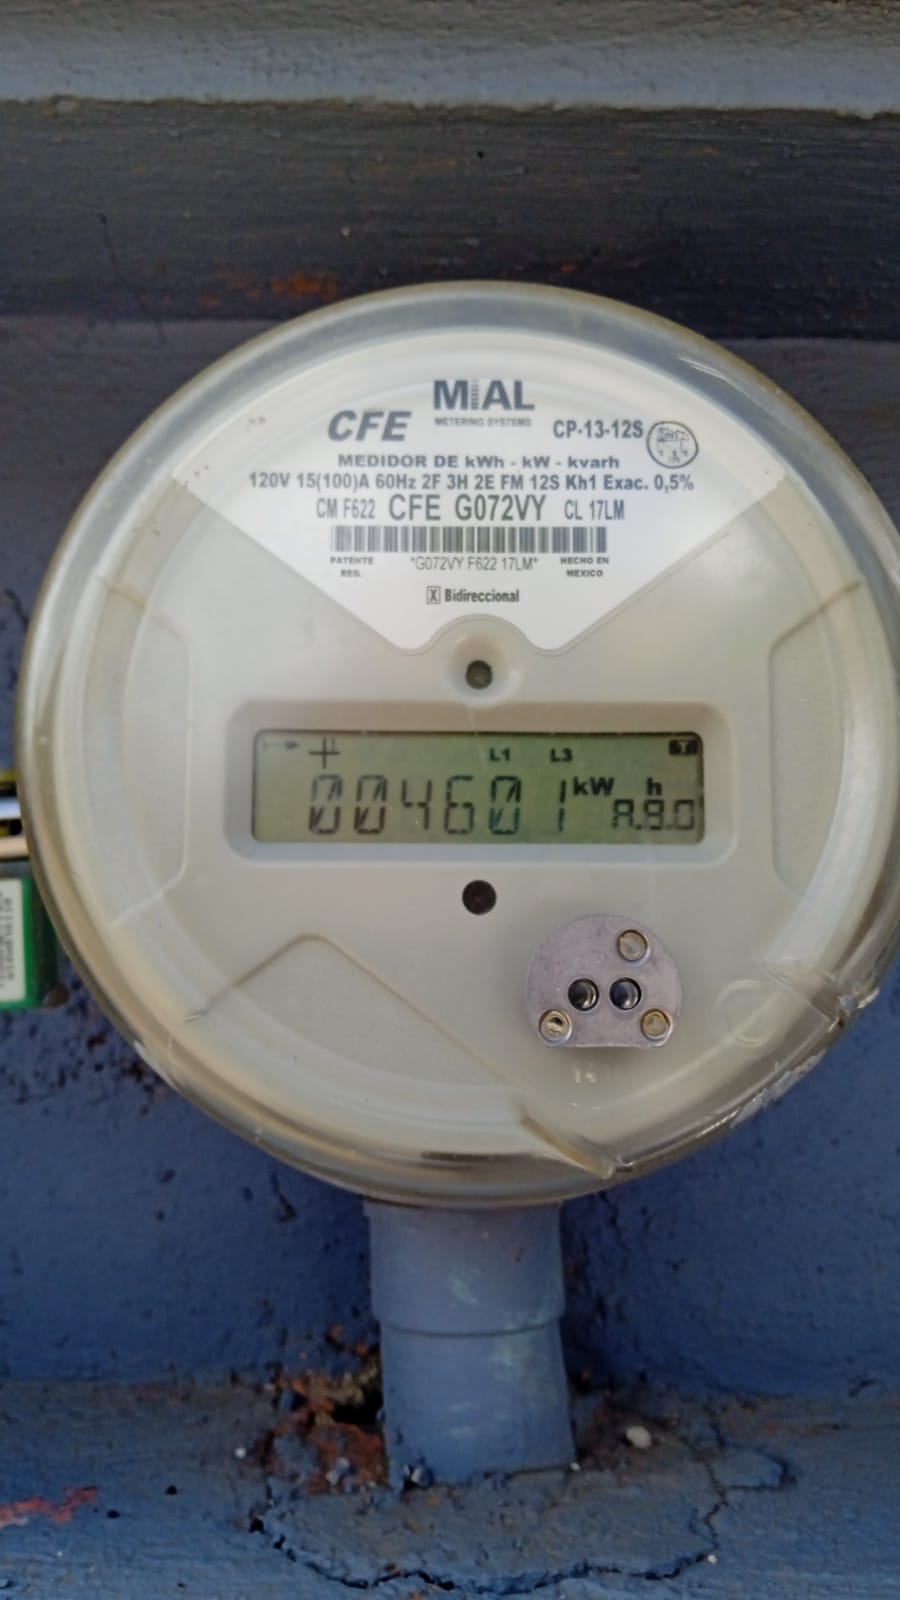 MIAL
METERING SYSTEMS
CFE
CP-13-12S
MEDIDOR DE kWh - kW - kvarh
120V 15(100)A 60Hz 2F 3H 2E FM 12S Kh1 Exac. 0,5%
CM F622 CFE G072VY CL 17LM
PATENTE REG.
*G072VY F622 17LM*
HECHO EN MEXICO
X Bidireccional
L1 L3
004601 kW h
A.9.0